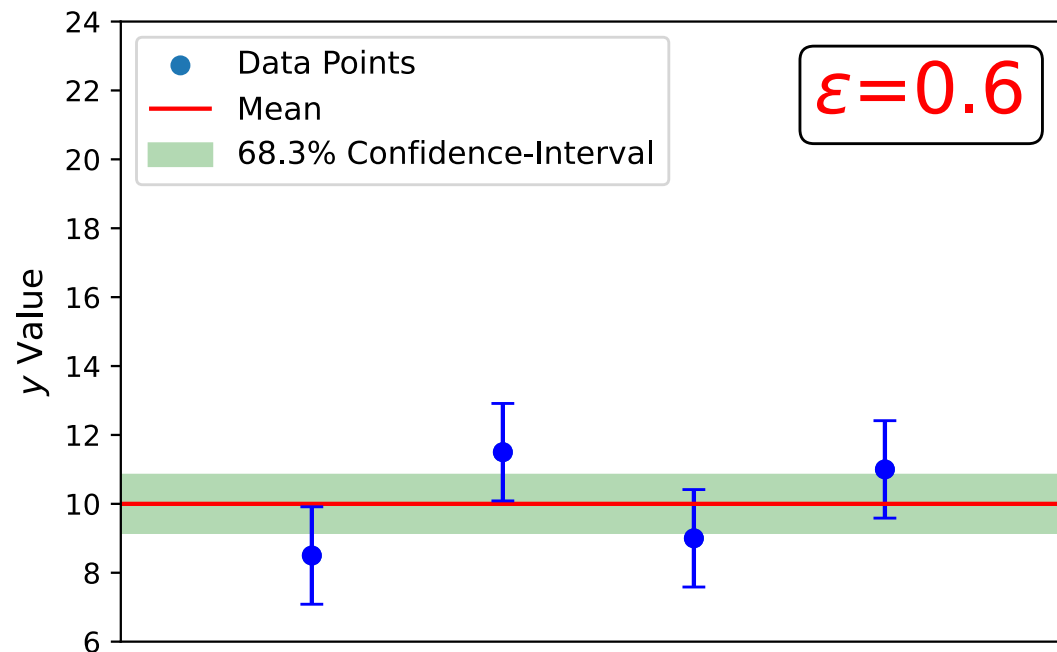 24
22
20
18
16
14
12
10
8
6
y Value
Data Points
Mean
68.3% Confidence-Interval
ε=0.6